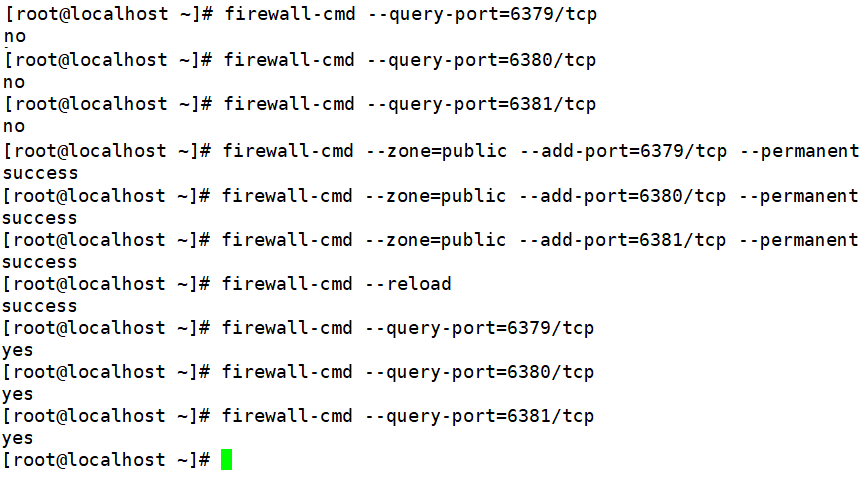 [root@localhost ~]# firewall-cmd --query-port=6379/tcp
no
[root@localhost ~]# firewall-cmd --query-port=6380/tcp
no
[root@localhost ~]# firewall-cmd --query-port=6381/tcp
no
[root@localhost ~]# firewall-cmd --zone=public --add-port=6379/tcp --permanent
success
[root@localhost ~]# firewall-cmd --zone=public --add-port=6380/tcp --permanent
success
[root@localhost ~]# firewall-cmd --zone=public --add-port=6381/tcp --permanent
success
[root@localhost ~]# firewall-cmd --reload
success
[root@localhost ~]# firewall-cmd --query-port=6379/tcp
yes
[root@localhost ~]# firewall-cmd --query-port=6380/tcp
yes
[root@localhost ~]# firewall-cmd --query-port=6381/tcp
yes
[root@localhost ~]#